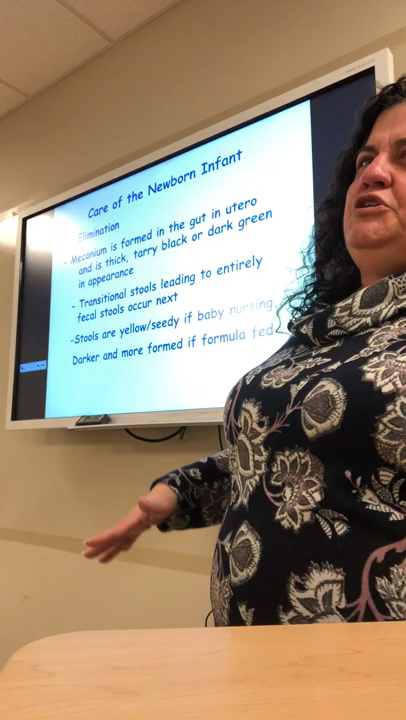 Care of the Newborn Infant
Elimination
- Meconium is formed in the gut in utero
and is thick, tarry black or dark green
in appearance
- Transitional stools leading to entirely
fecal stools occur next
-Stools are yellow/seedy if baby nursing.
Darker and more formed if formula fed